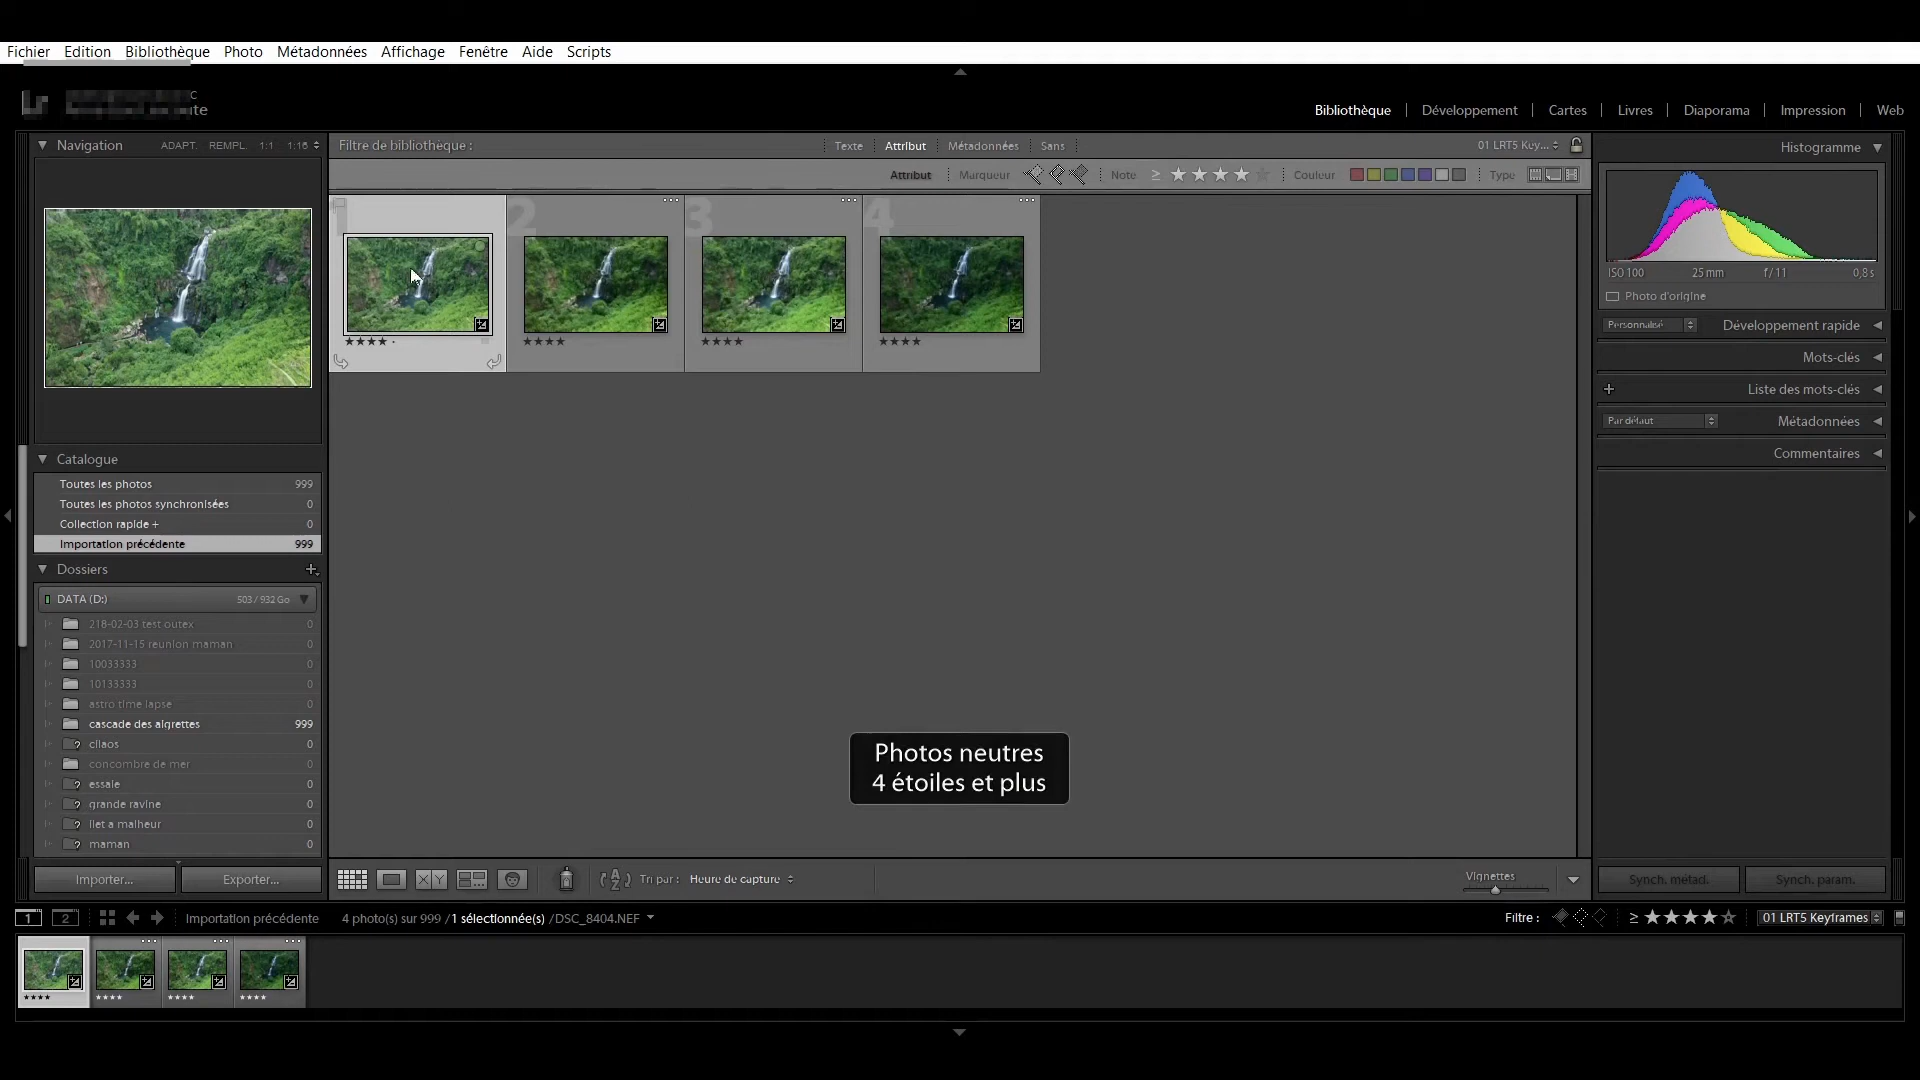 Fichier Edition Bibliothèque Photo Métadonnées Affichage Fenêtre Aide Scripts
Lr
Bibliothèque Développement Cartes Livres Diaporama Impression Web
Navigation ADAPT. REMPL. 1:1 1:16
Filtre de bibliothèque : Texte Attribut Métadonnées Sans 01 LRT5 Key...
Histogramme
Attribut Marqueur Note ≥ Couleur Type
1 2 3 4
ISO 100 25 mm f/11 0,8 s
Photo d'origine
Personnalisé Développement rapide
Mots-clés
Liste des mots-clés
Par défaut Métadonnées
Commentaires
Catalogue
Toutes les photos 999
Toutes les photos synchronisées 0
Collection rapide + 0
Importation précédente 999
Dossiers
DATA (D:) 503 / 932 Go
218-02-03 test outex 0
2017-11-15 reunion maman 0
10033333 0
10133333 0
astro time lapse 0
cascade des aigrettes 999
cilaos 0
concombre de mer 0
essaie 0
grande ravine 0
ilet a malheur 0
maman 0
Photos neutres
4 étoiles et plus
Importer... Exporter...
XY Tri par : Heure de capture Vignettes
Synch. métad. Synch. param.
1 2 Importation précédente 4 photo(s) sur 999 / 1 sélectionnée(s) / DSC_8404.NEF Filtre : ≥ 01 LRT5 Keyframes